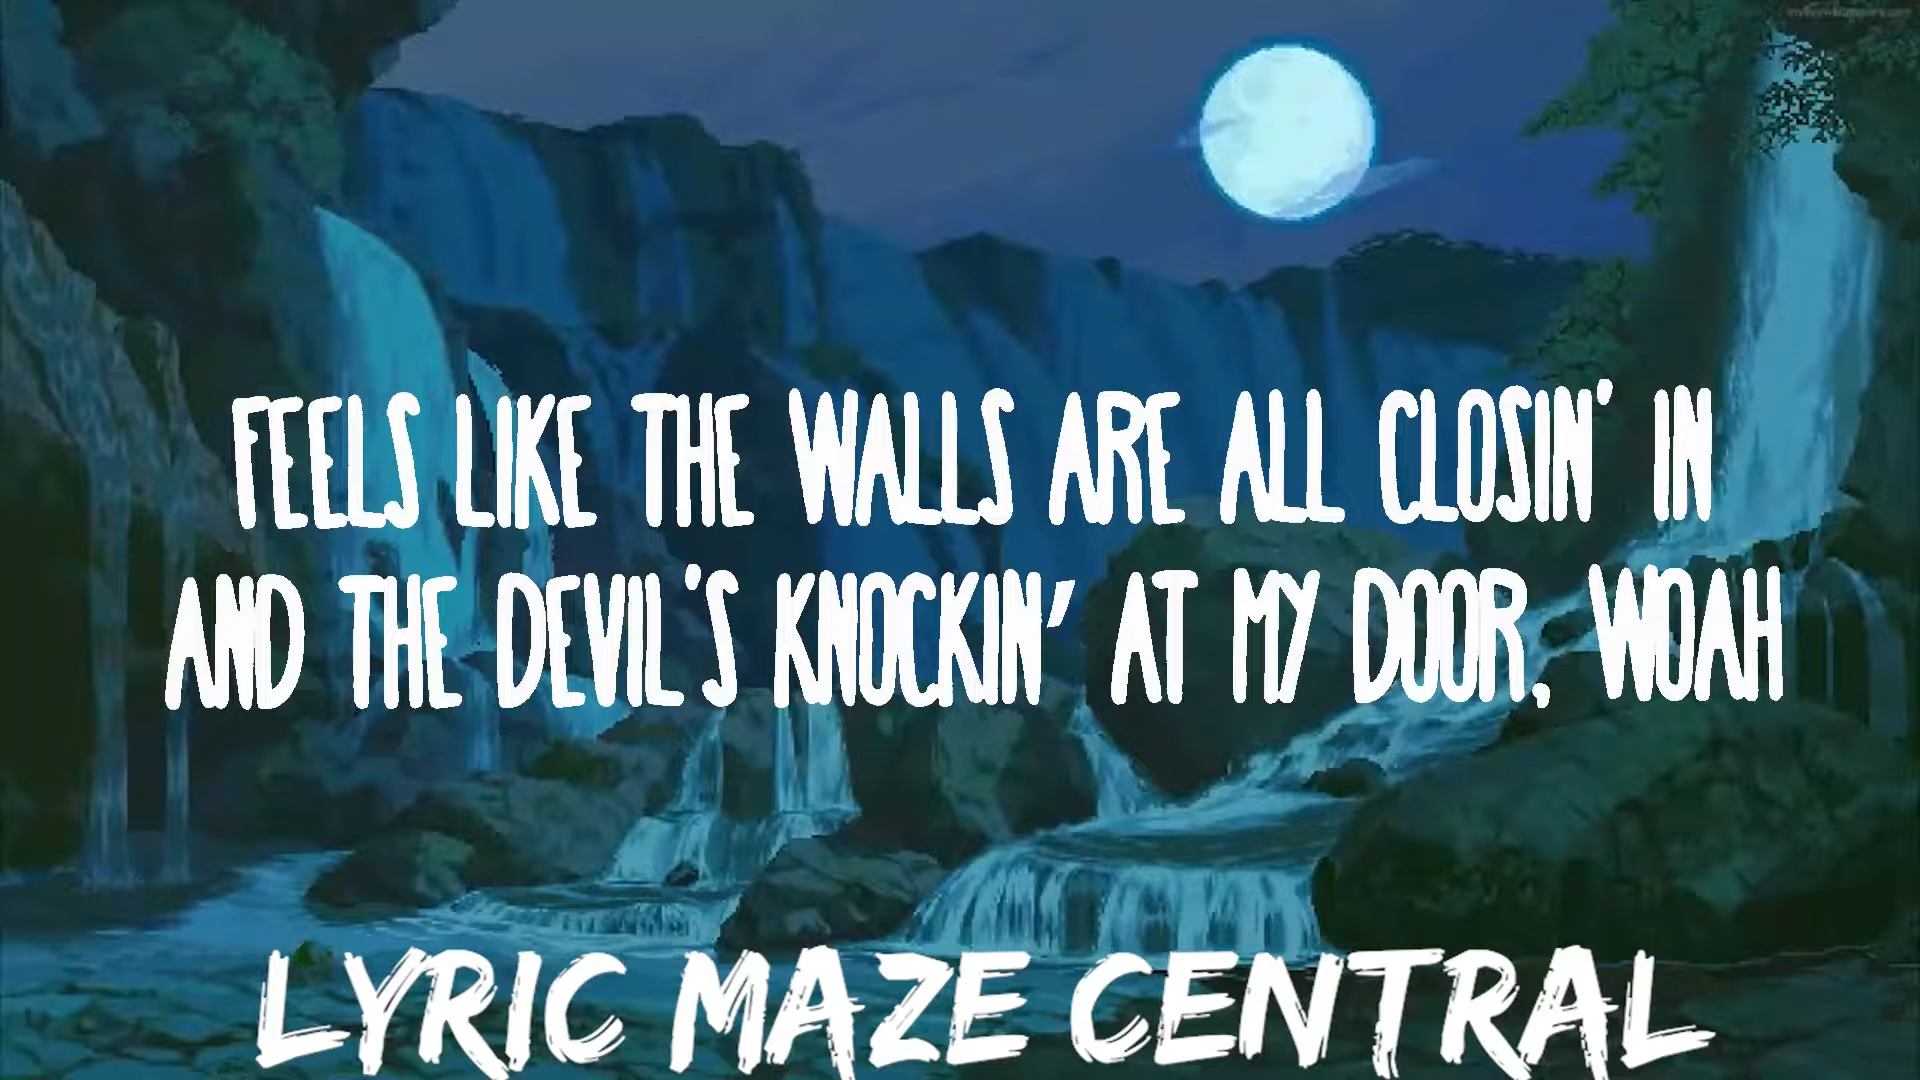 FEELS LIKE THE WALLS ARE ALL CLOSIN' IN
AND THE DEVIL'S KNOCKIN' AT MY DOOR, WOAH
LYRIC MAZE CENTRAL